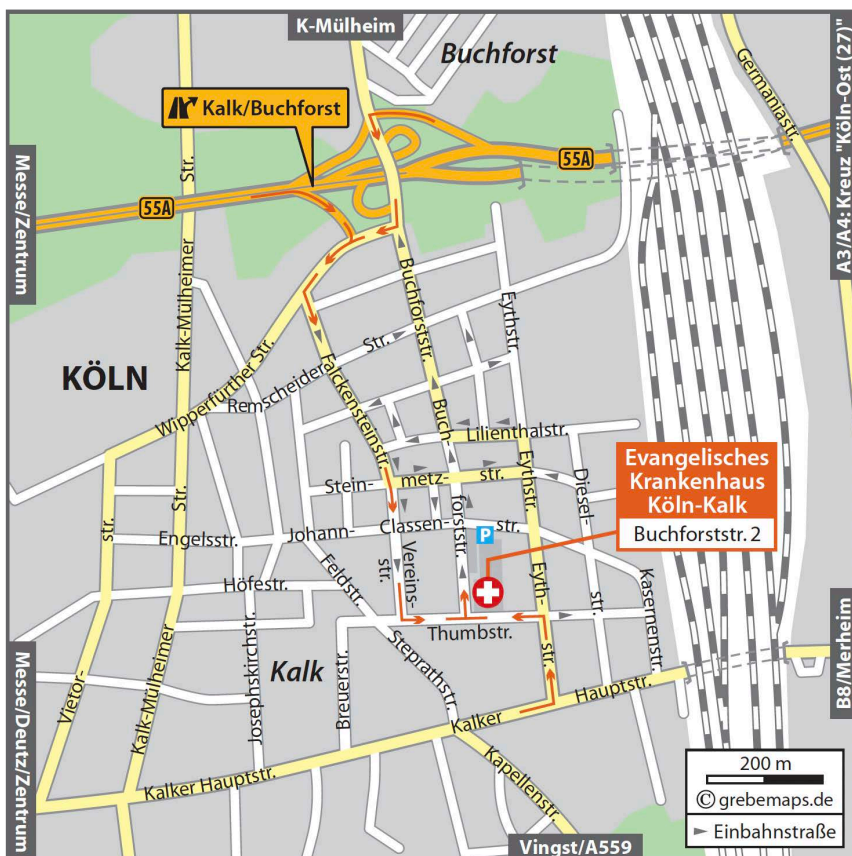 K-Mülheim
Buchforst
A3/A4: Kreuz "Köln-Ost (27)"
Germaniastr.
Kalk/Buchforst
55A
55A
Messe/Zentrum
Str.
Kalk-Mülheimer
Buchforststr.
Eythstr.
KÖLN
Wipperfürther Str.
Remscheider
Str.
Falckensteinstr.
Buch-
forststr.
Lilienthalstr.
Evangelisches
Krankenhaus
Köln-Kalk
Buchforststr. 2
Stein-
metz-
str.
Eythstr.
Diesel-
str.
Str.
str.
Vietor-
Engelsstr.
Johann-
Classen-
str.
P
Vereins-
str.
Feldstr.
Höfestr.
Eyth-
str.
Kasernenstr.
Thumbstr.
Kalk
Josephskirchstr.
Breuerstr.
Steprathstr.
Kalk-Mülheimer
Kalker
Hauptstr.
B8/Merheim
Messe/Deutz/Zentrum
Kalker Hauptstr.
Kapellenstr.
Vingst/A559
200 m
© grebemaps.de
Einbahnstraße